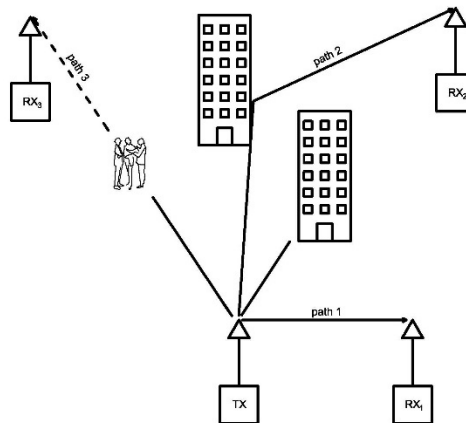 path 3
path 2
RX₃
RX₂
path 1
TX
RX₁